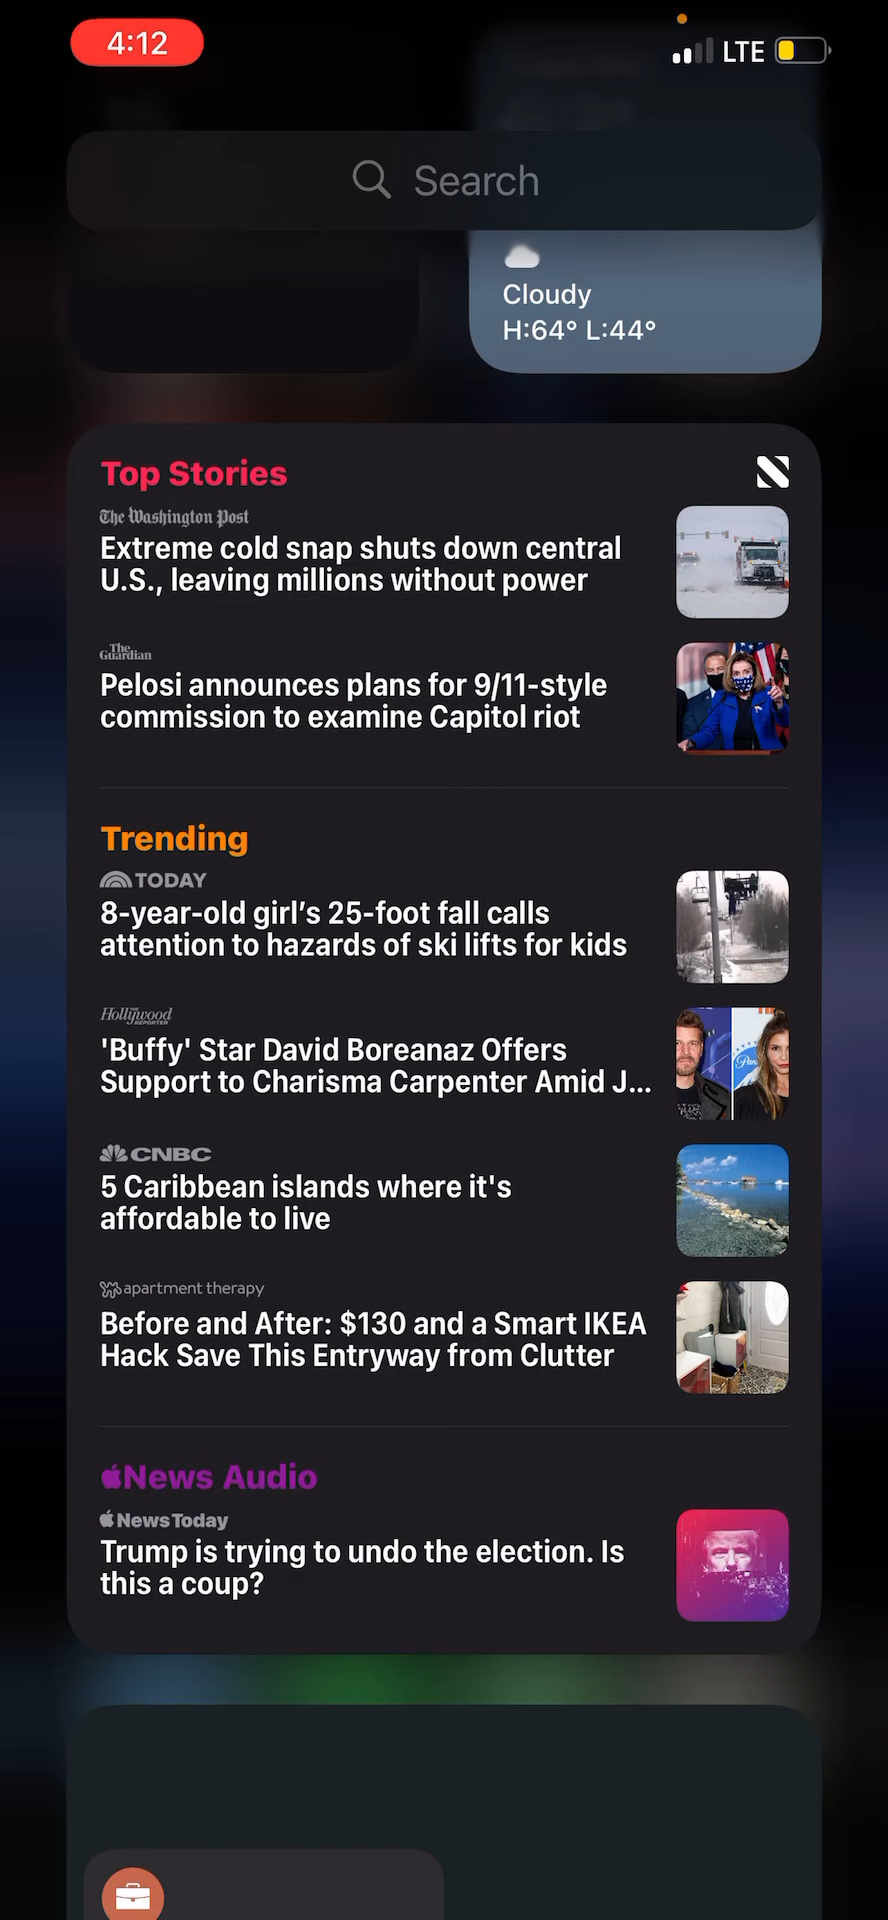 4:12
LTE
Search
Cloudy
H:64° L:44°
Top Stories
The Washington Post
Extreme cold snap shuts down central
U.S., leaving millions without power
The
Guardian
Pelosi announces plans for 9/11-style
commission to examine Capitol riot
Trending
TODAY
8-year-old girl’s 25-foot fall calls
attention to hazards of ski lifts for kids
THE
Hollywood
REPORTER
'Buffy' Star David Boreanaz Offers
Support to Charisma Carpenter Amid J...
CNBC
5 Caribbean islands where it's
affordable to live
apartment therapy
Before and After: $130 and a Smart IKEA
Hack Save This Entryway from Clutter
News Audio
News Today
Trump is trying to undo the election. Is
this a coup?